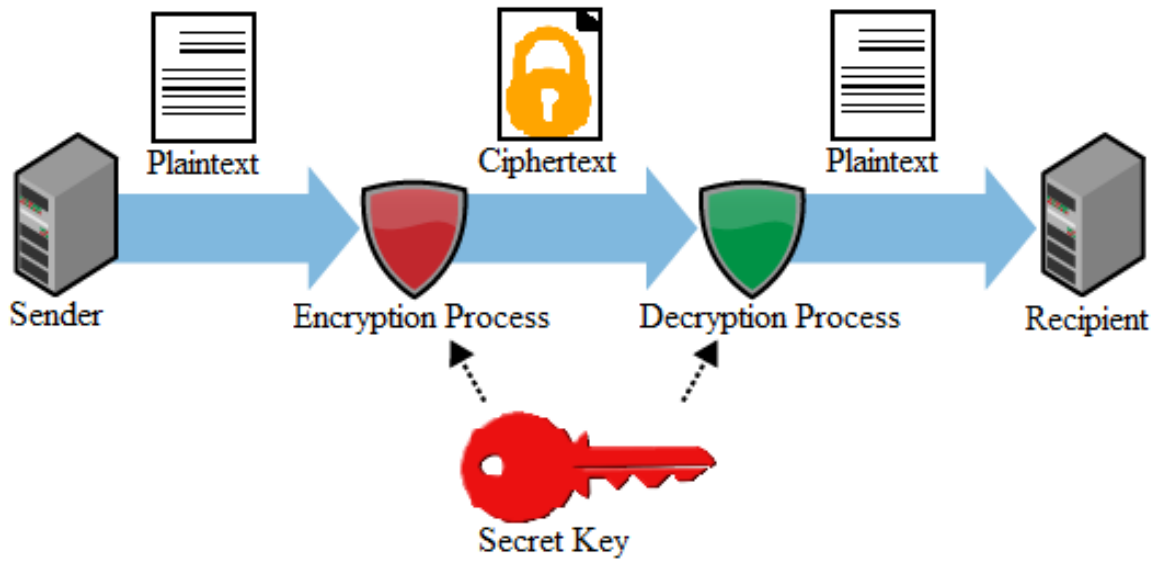 Plaintext
Ciphertext
Plaintext
Sender
Encryption Process
Decryption Process
Recipient
Secret Key